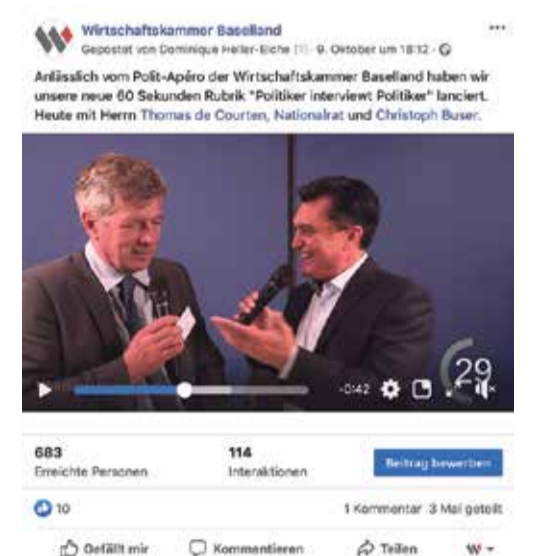 Wirtschaftskammer Baselland
Gepostet von Dominique Heller-Eiche [?] · 9. Oktober um 18:12 ·
Anlässlich vom Polit-Apéro der Wirtschaftskammer Baselland haben wir
unsere neue 60 Sekunden Rubrik "Politiker interviewt Politiker" lanciert.
Heute mit Herrn Thomas de Courten, Nationalrat und Christoph Buser.
29
-0:42
683
114
Erreichte Personen
Interaktionen
Beitrag bewerben
10
1 Kommentar 3 Mal geteilt
Gefällt mir
Kommentieren
Teilen